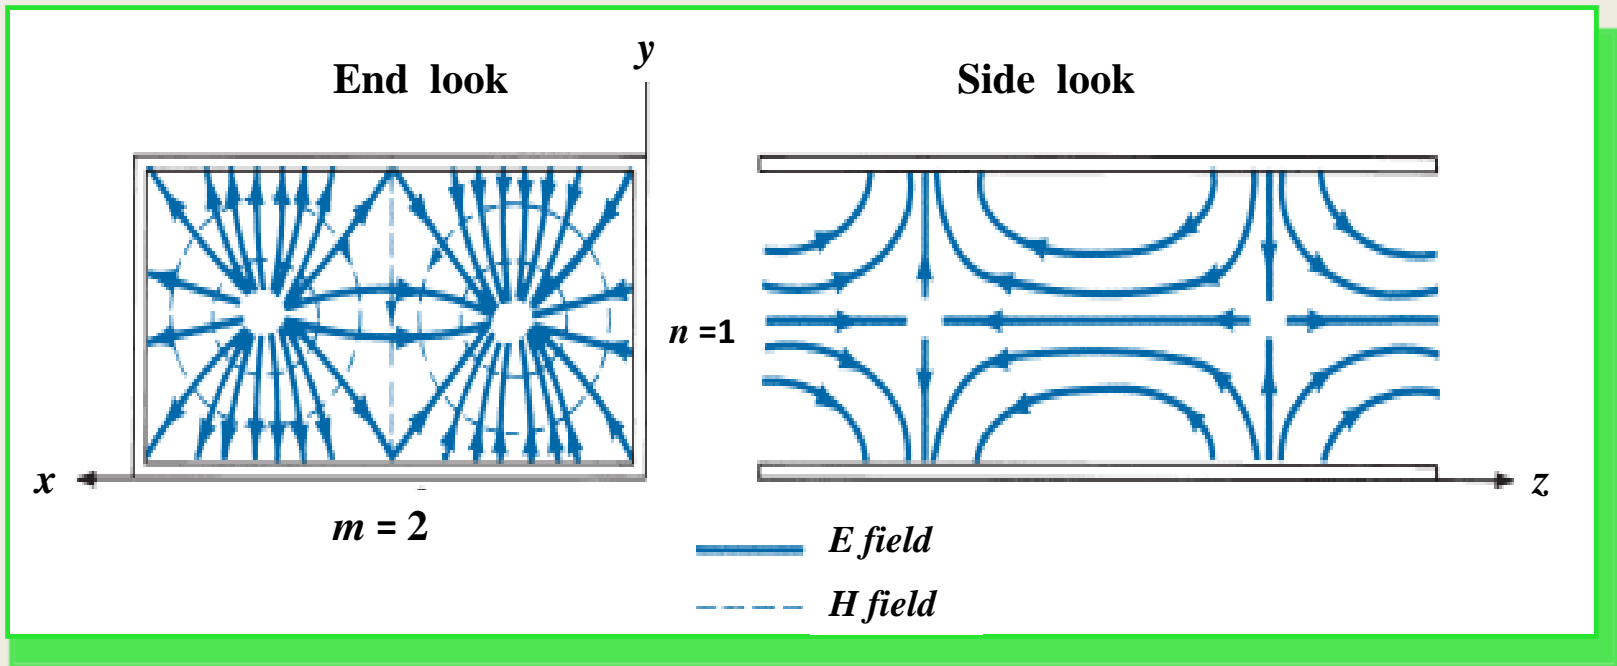 End look
y
Side look
n =1
x
z
m = 2
E field
H field